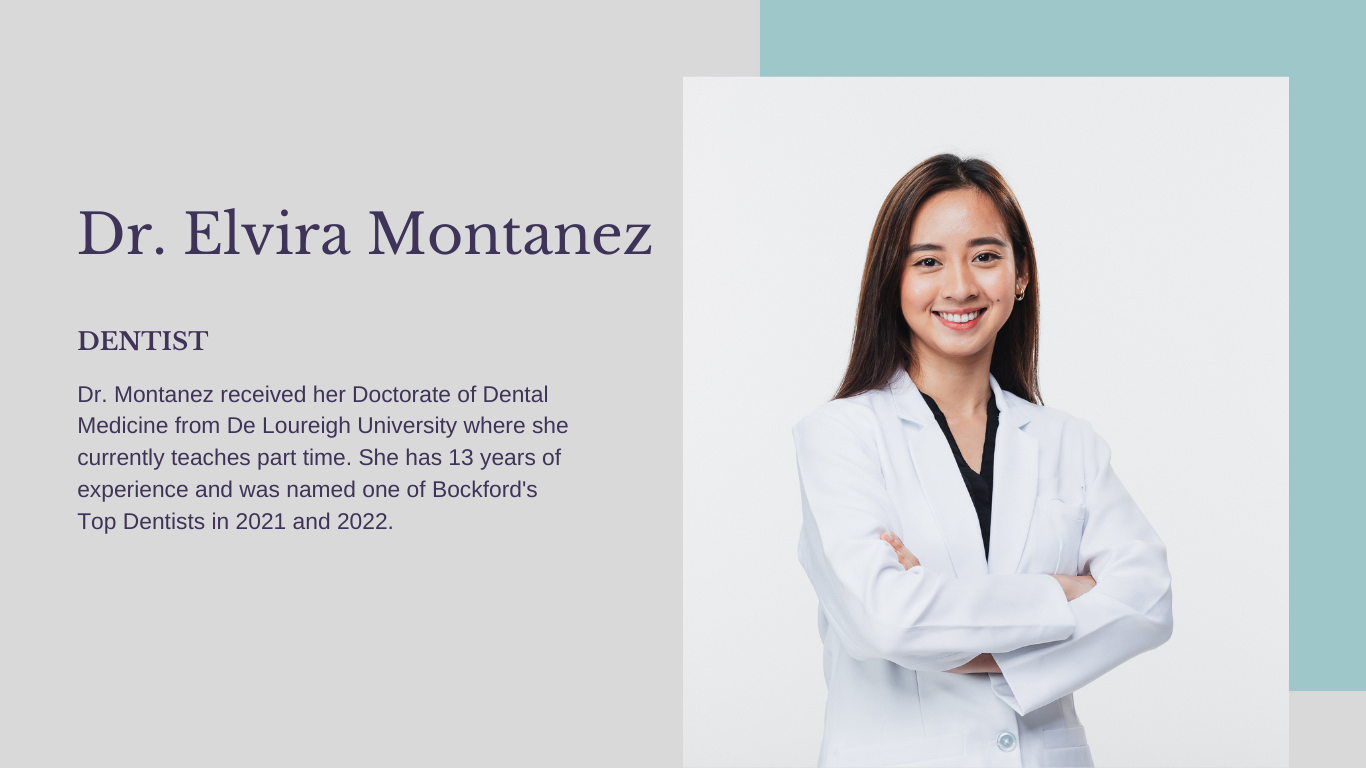 Dr. Elvira Montanez
DENTIST
Dr. Montanez received her Doctorate of Dental
Medicine from De Loureigh University where she
currently teaches part time. She has 13 years of
experience and was named one of Bockford's
Top Dentists in 2021 and 2022.